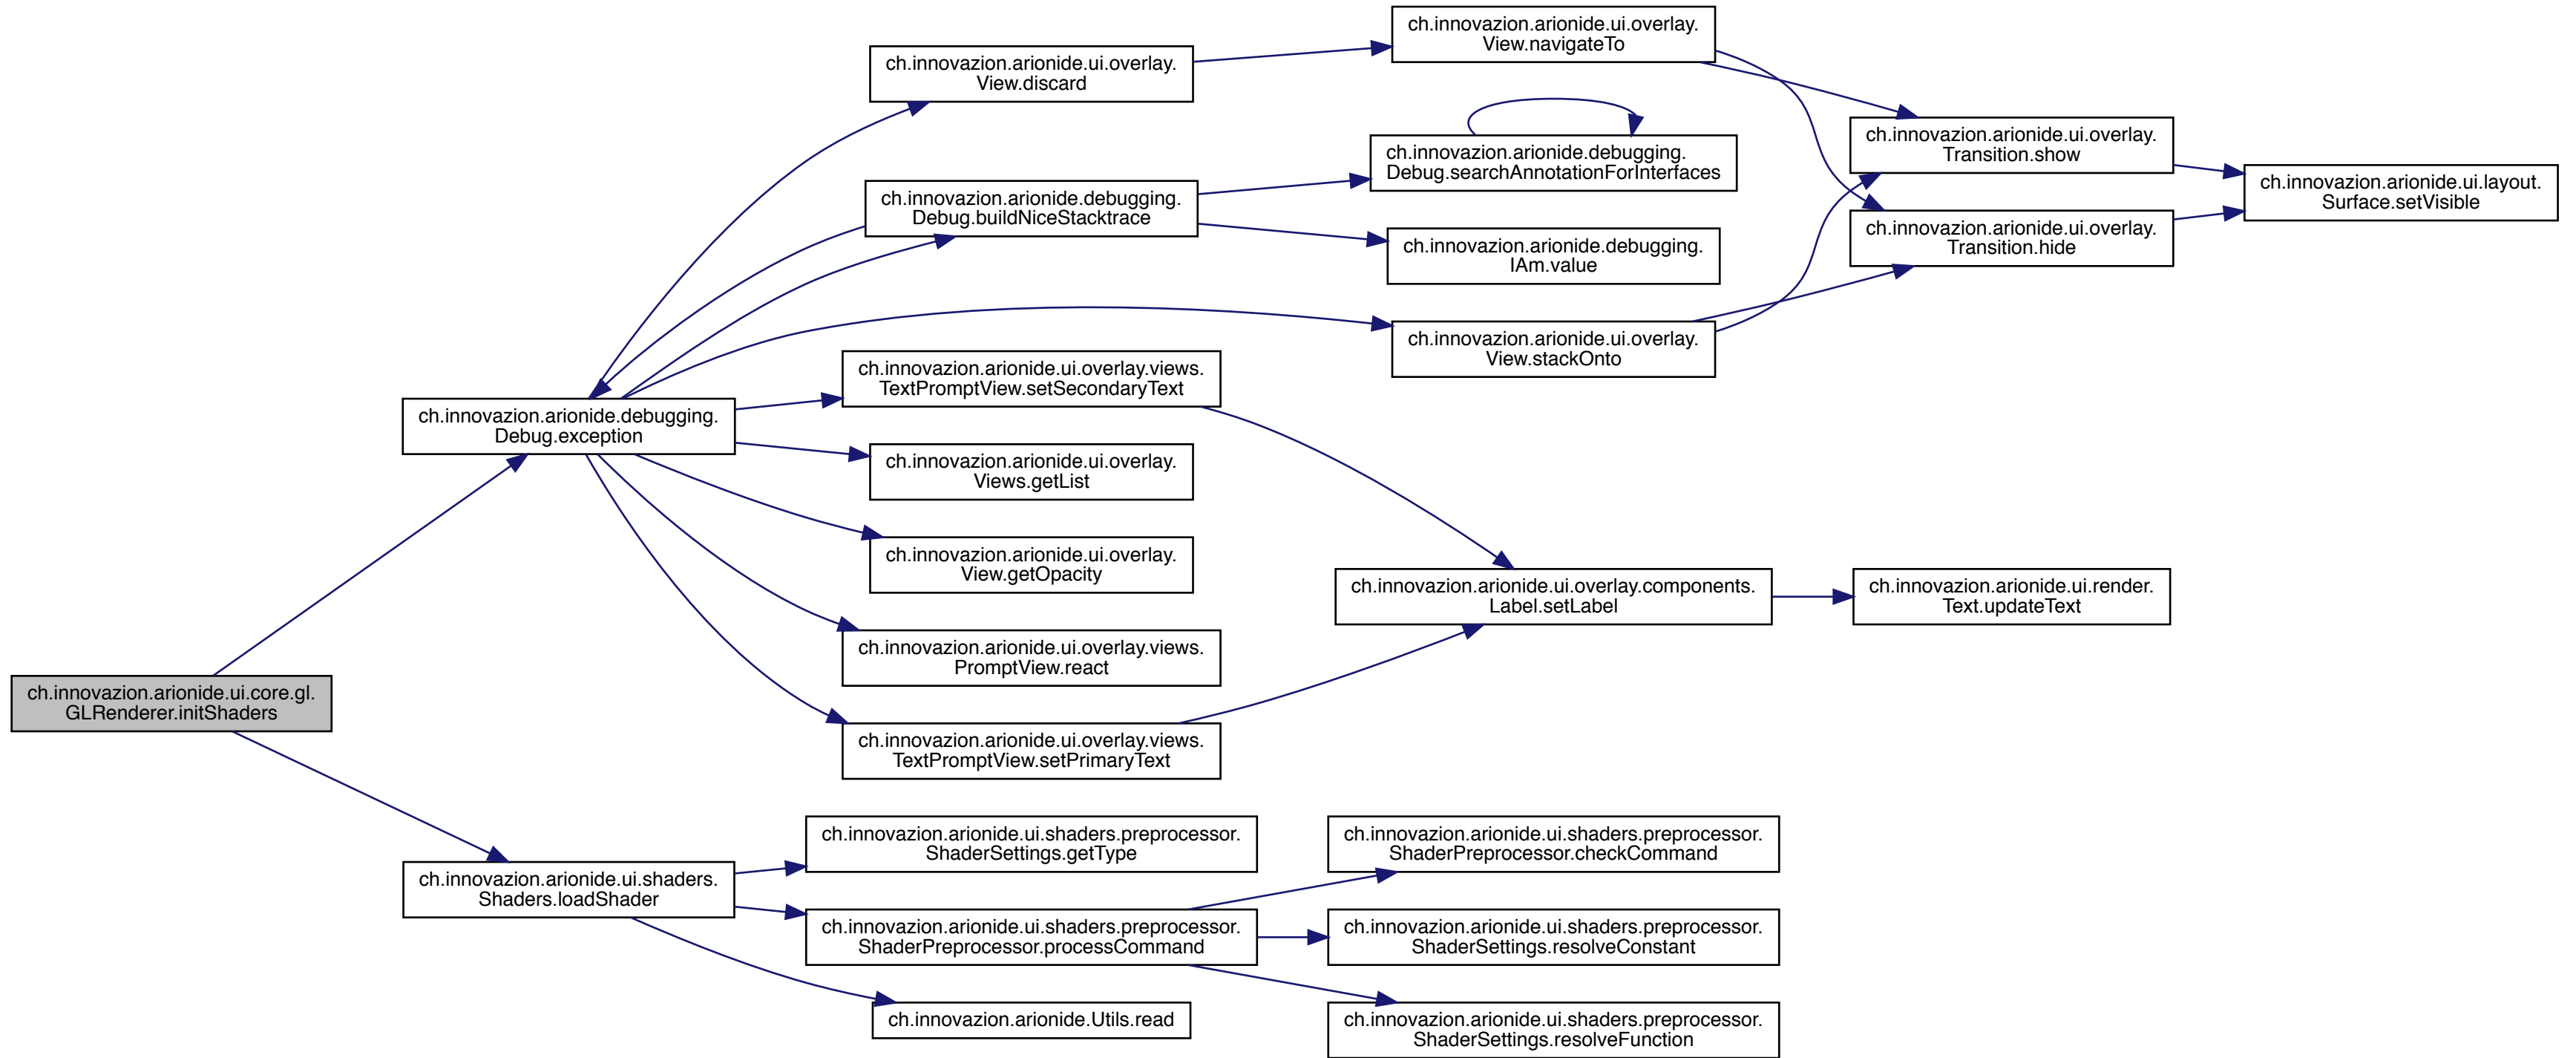 ch.innovazion.arionide.ui.core.gl.
GLRenderer.initShaders
ch.innovazion.arionide.debugging.
Debug.exception
ch.innovazion.arionide.ui.shaders.
Shaders.loadShader
ch.innovazion.arionide.ui.overlay.
View.discard
ch.innovazion.arionide.debugging.
Debug.buildNiceStacktrace
ch.innovazion.arionide.ui.overlay.views.
TextPromptView.setSecondaryText
ch.innovazion.arionide.ui.overlay.
Views.getList
ch.innovazion.arionide.ui.overlay.
View.getOpacity
ch.innovazion.arionide.ui.overlay.views.
PromptView.react
ch.innovazion.arionide.ui.overlay.views.
TextPromptView.setPrimaryText
ch.innovazion.arionide.ui.shaders.preprocessor.
ShaderSettings.getType
ch.innovazion.arionide.ui.shaders.preprocessor.
ShaderPreprocessor.processCommand
ch.innovazion.arionide.Utils.read
ch.innovazion.arionide.ui.overlay.
View.navigateTo
ch.innovazion.arionide.debugging.
Debug.searchAnnotationForInterfaces
ch.innovazion.arionide.debugging.
IAm.value
ch.innovazion.arionide.ui.overlay.
View.stackOnto
ch.innovazion.arionide.ui.overlay.components.
Label.setLabel
ch.innovazion.arionide.ui.shaders.preprocessor.
ShaderPreprocessor.checkCommand
ch.innovazion.arionide.ui.shaders.preprocessor.
ShaderSettings.resolveConstant
ch.innovazion.arionide.ui.shaders.preprocessor.
ShaderSettings.resolveFunction
ch.innovazion.arionide.ui.overlay.
Transition.show
ch.innovazion.arionide.ui.overlay.
Transition.hide
ch.innovazion.arionide.ui.render.
Text.updateText
ch.innovazion.arionide.ui.layout.
Surface.setVisible